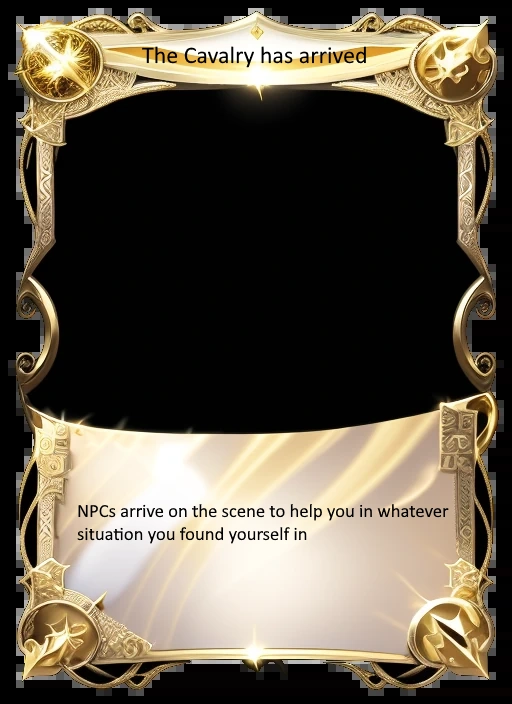 The Cavalry has arrived
NPCs arrive on the scene to help you in whatever
situation you found yourself in